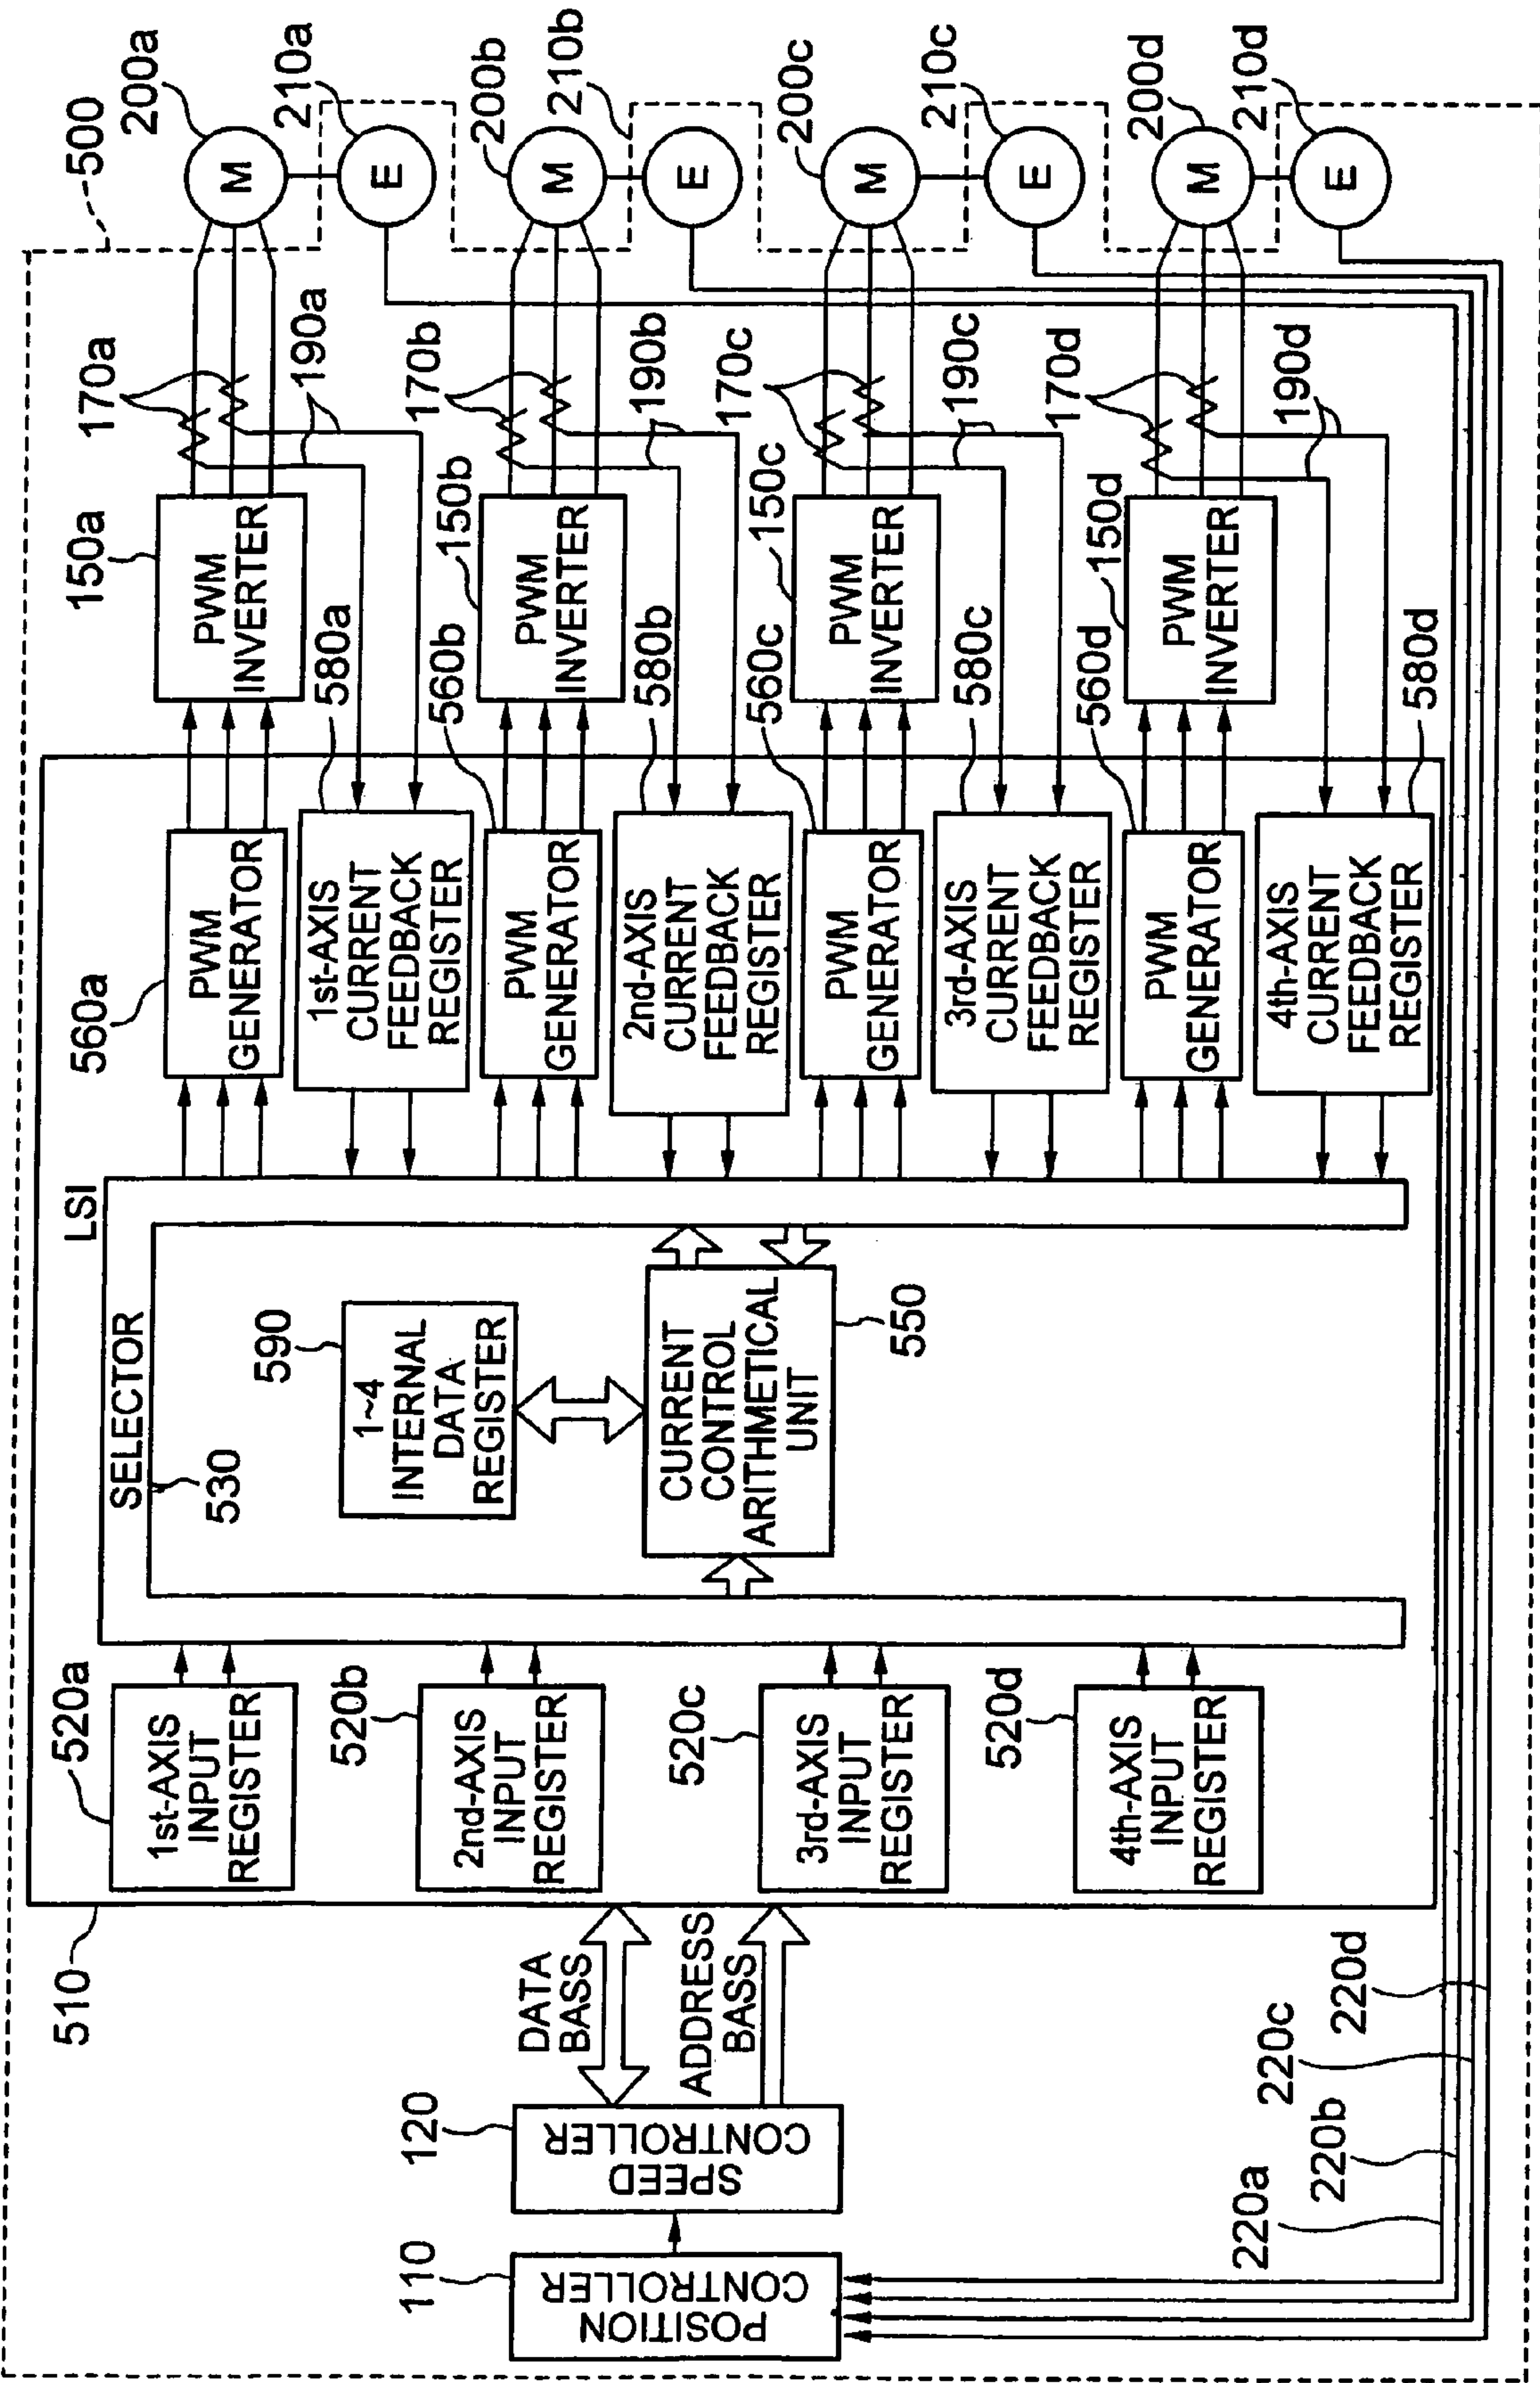 500
200a
M
210a
E
200b
M
210b
E
200c
M
210c
E
200d
M
210d
E
170a
190a
170b
190b
170c
190c
170d
190d
150a
PWM
INVERTER
150b
PWM
INVERTER
150c
PWM
INVERTER
150d
PWM
INVERTER
580a
560b
580b
560c
580c
560d
580d
560a
PWM
GENERATOR
1st-AXIS
CURRENT
FEEDBACK
REGISTER
PWM
GENERATOR
2nd-AXIS
CURRENT
FEEDBACK
REGISTER
PWM
GENERATOR
3rd-AXIS
CURRENT
FEEDBACK
REGISTER
PWM
GENERATOR
4th-AXIS
CURRENT
FEEDBACK
REGISTER
LSI
SELECTOR
530
590
1~4
INTERNAL
DATA
REGISTER
CURRENT
CONTROL
ARITHMETICAL
UNIT
550
520a
1st-AXIS
INPUT
REGISTER
520b
2nd-AXIS
INPUT
REGISTER
520c
3rd-AXIS
INPUT
REGISTER
520d
4th-AXIS
INPUT
REGISTER
510
DATA
BASS
ADDRESS
BASS
120
SPEED
CONTROLLER
110
POSITION
CONTROLLER
220a
220b
220c
220d